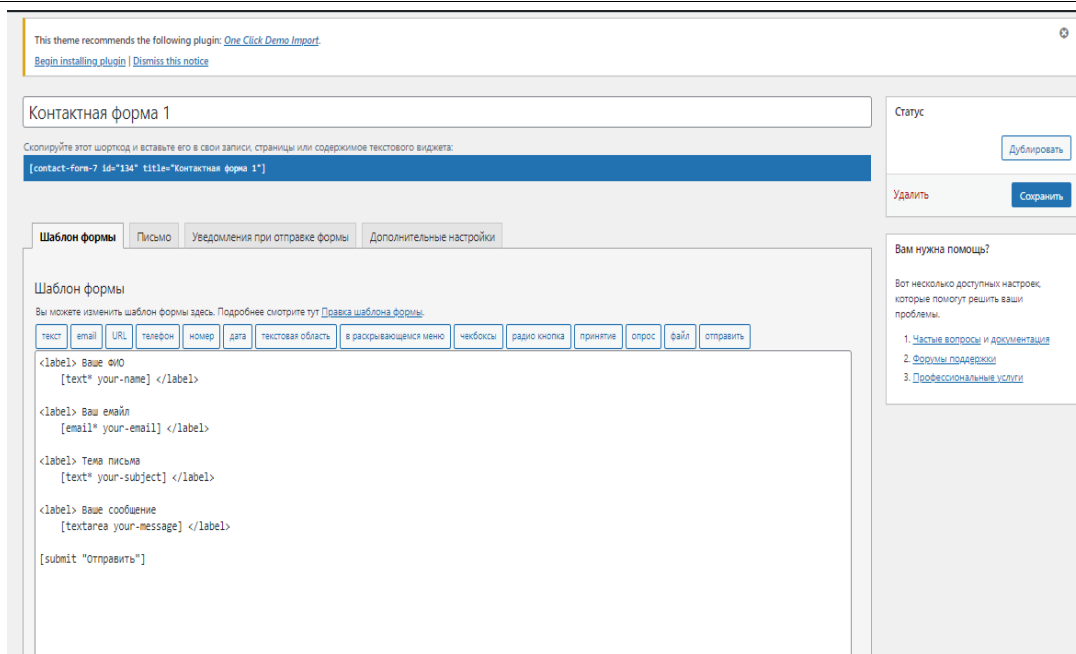 This theme recommends the following plugin: One Click Demo Import.
Begin installing plugin | Dismiss this notice
Контактная форма 1
Скопируйте этот шорткод и вставьте его в свои записи, страницы или содержимое текстового виджета:
[contact-form-7 id="134" title="Контактная форма 1"]
Шаблон формы Письмо Уведомления при отправке формы Дополнительные настройки
Шаблон формы
Вы можете изменить шаблон формы здесь. Подробнее смотрите тут Правка шаблона формы.
текст email URL телефон номер дата текстовая область в раскрывающемся меню чекбоксы радио кнопка принятие опрос файл отправить
<label> Ваше ФИО
[text* your-name] </label>
<label> Ваш емайл
[email* your-email] </label>
<label> Тема письма
[text* your-subject] </label>
<label> Ваше сообщение
[textarea your-message] </label>
[submit "Отправить"]
Статус
Дублировать
Удалить Сохранить
Вам нужна помощь?
Вот несколько доступных настроек,
которые помогут решить ваши
проблемы.
1. Частые вопросы и документация
2. Форумы поддержки
3. Профессиональные услуги